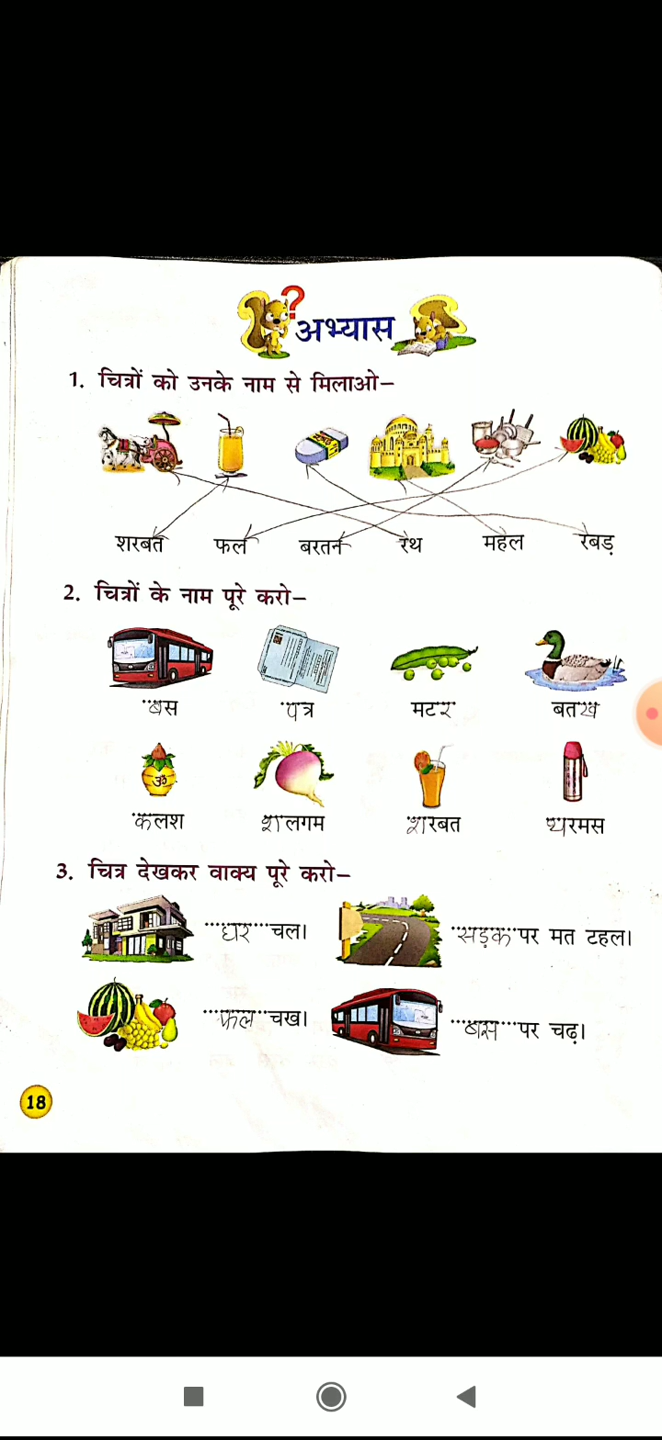 ?
अभ्यास
1. चित्रों को उनके नाम से मिलाओ–
शरबत फल बरतन रथ महल रबड़
2. चित्रों के नाम पूरे करो–
बस पत्र मटर बतख
ॐ
कलश शलगम शरबत थरमस
3. चित्र देखकर वाक्य पूरे करो–
घर चल। सड़क पर मत टहल।
फल चख। बस पर चढ़।
18